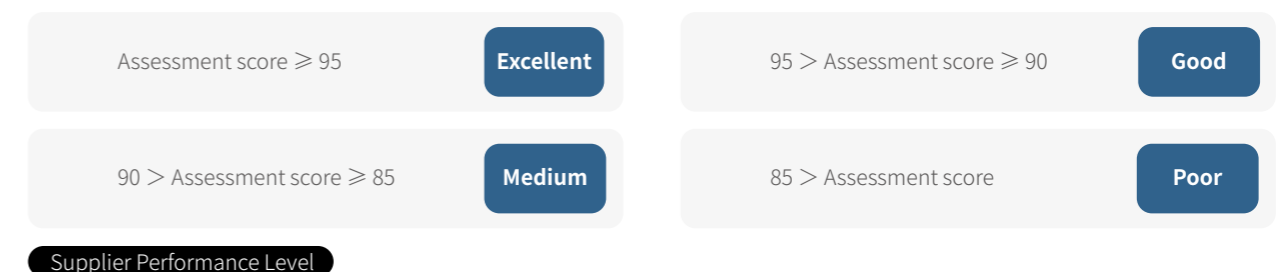 Assessment score ⩾ 95 Excellent
95 > Assessment score ⩾ 90 Good
90 > Assessment score ⩾ 85 Medium
85 > Assessment score Poor
Supplier Performance Level